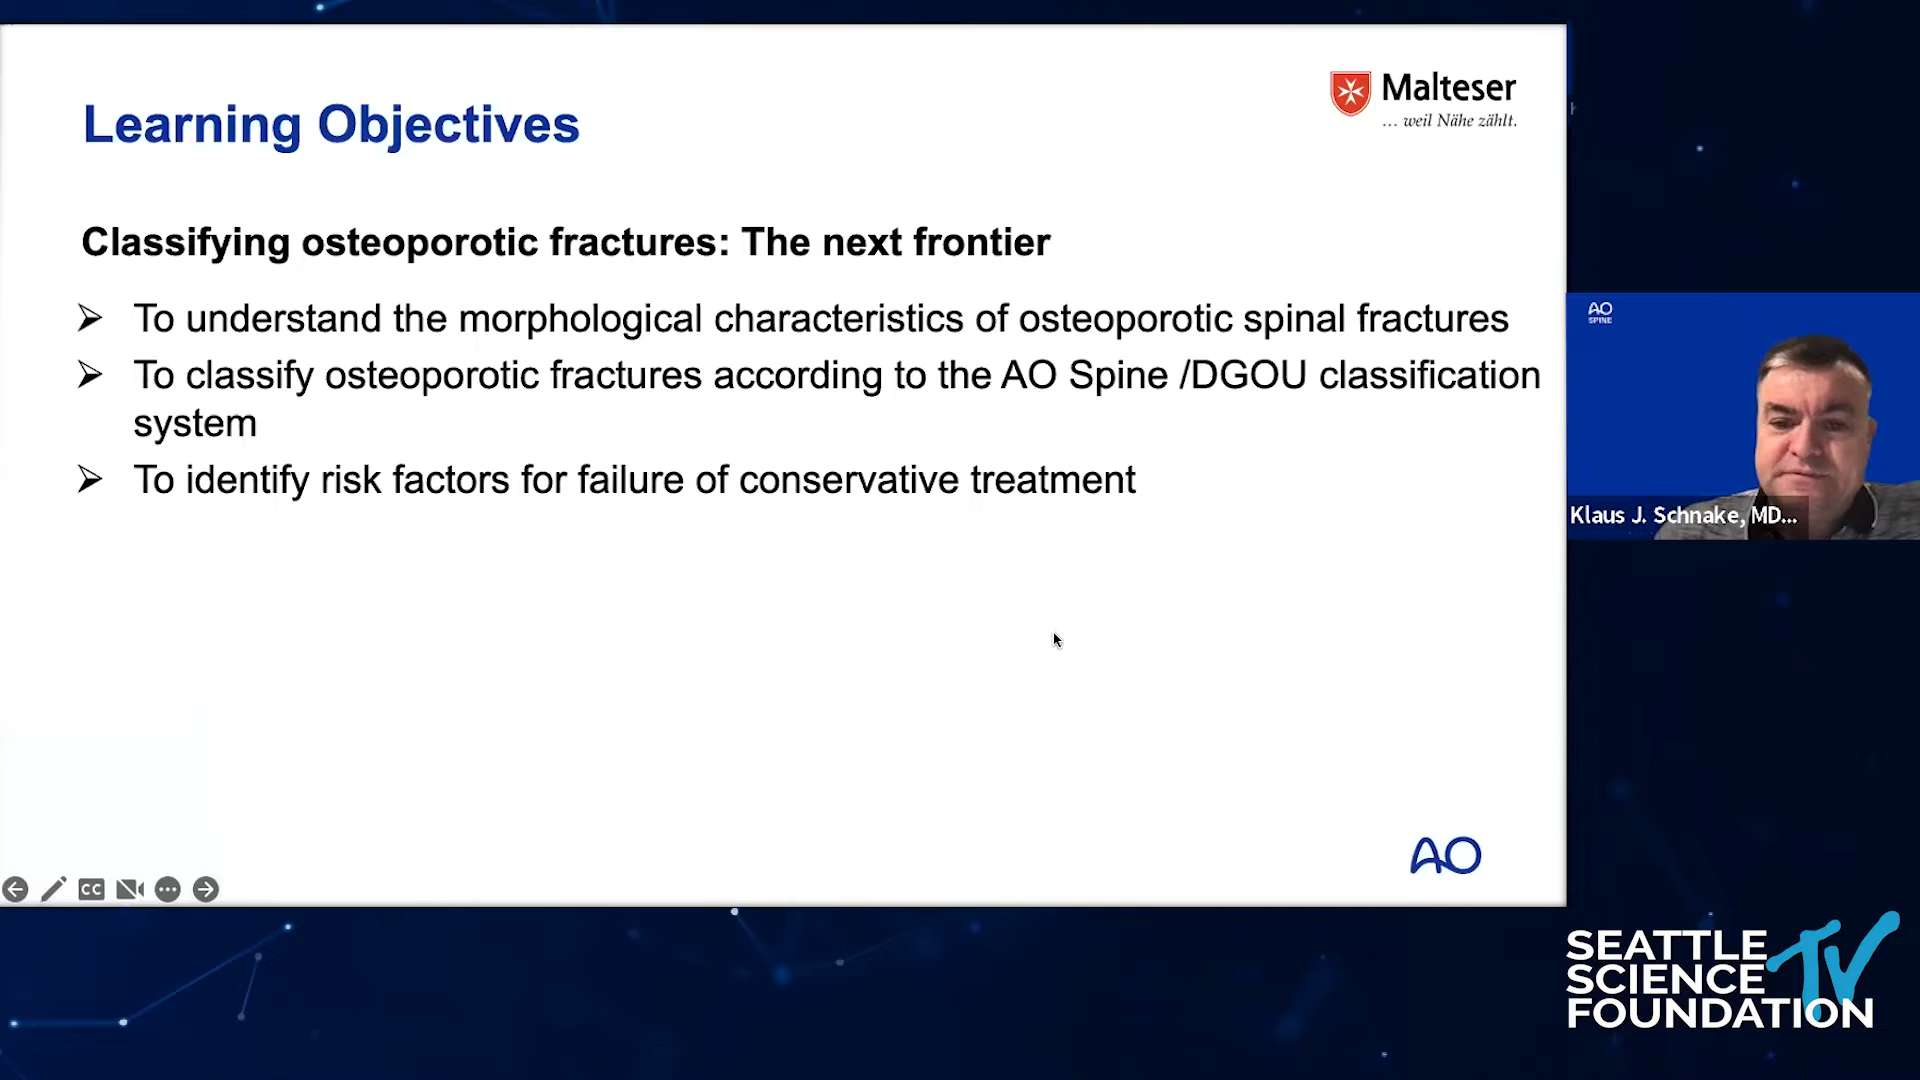 Learning Objectives
Malteser
... weil Nähe zählt.
Classifying osteoporotic fractures: The next frontier
To understand the morphological characteristics of osteoporotic spinal fractures
To classify osteoporotic fractures according to the AO Spine /DGOU classification
system
To identify risk factors for failure of conservative treatment
AO
SPINE
Klaus J. Schnake, MD...
CC
AO
SEATTLE
SCIENCE
FOUNDATION
TV